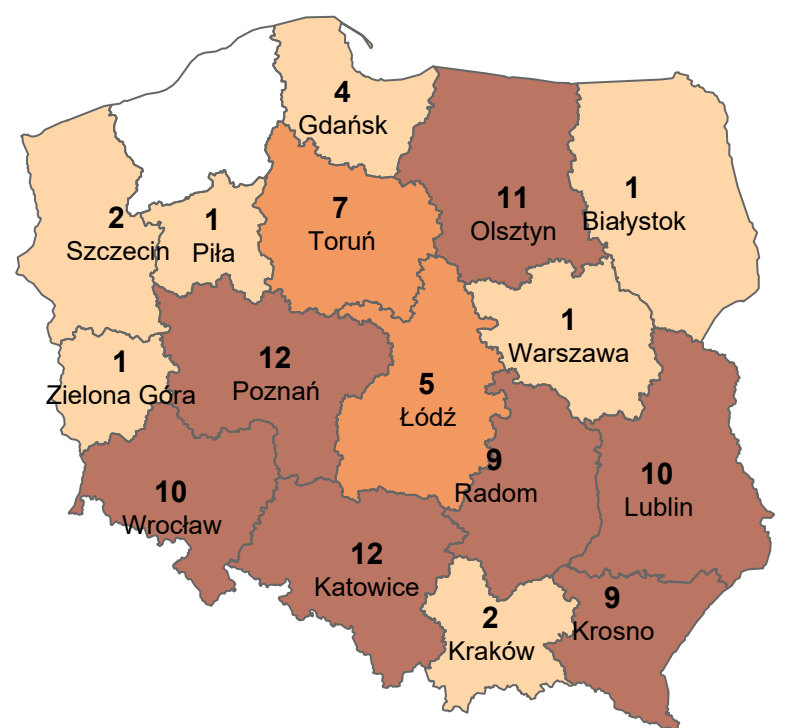 4
Gdańsk
11
Olsztyn
1
Białystok
7
Toruń
2
Szczecin
1
Piła
1
Warszawa
1
Zielona Góra
12
Poznań
5
Łódź
9
Radom
10
Lublin
10
Wrocław
12
Katowice
2
Kraków
9
Krosno